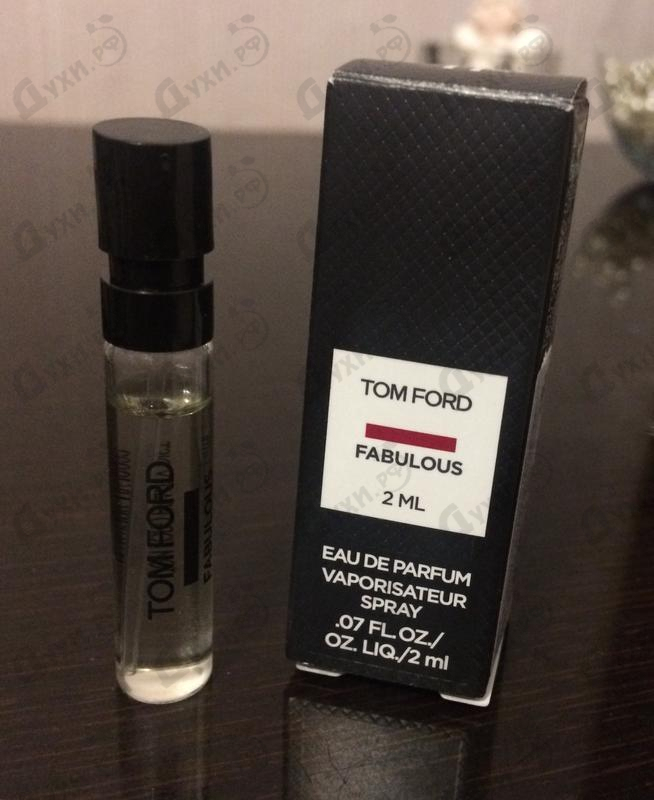 TOM FORD
FABULOUS
2 ML
EAU DE PARFUM
VAPORISATEUR
SPRAY
.07 FL. OZ./
OZ. LIQ./2 ml
TOM FORD
FABULOUS
Духи.рф